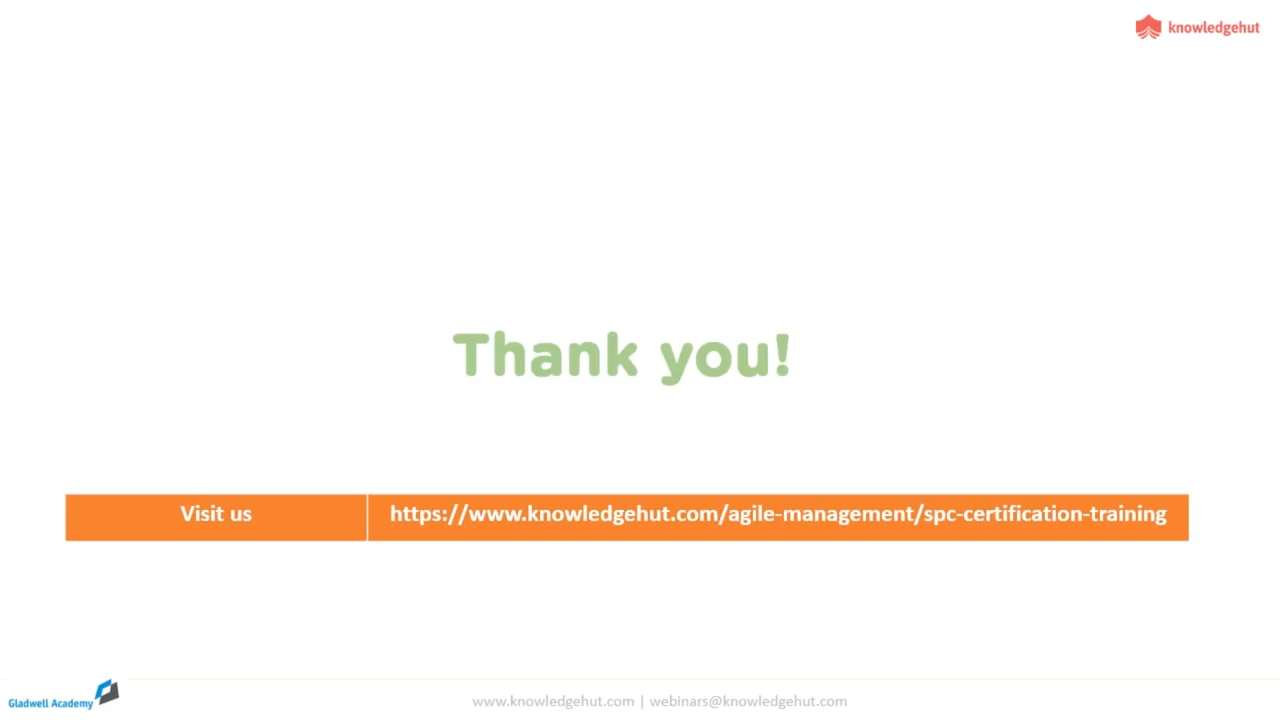 knowledgehut
Thank you!
Visit us https://www.knowledgehut.com/agile-management/spc-certification-training
Gladwell Academy
www.knowledgehut.com | webinars@knowledgehut.com